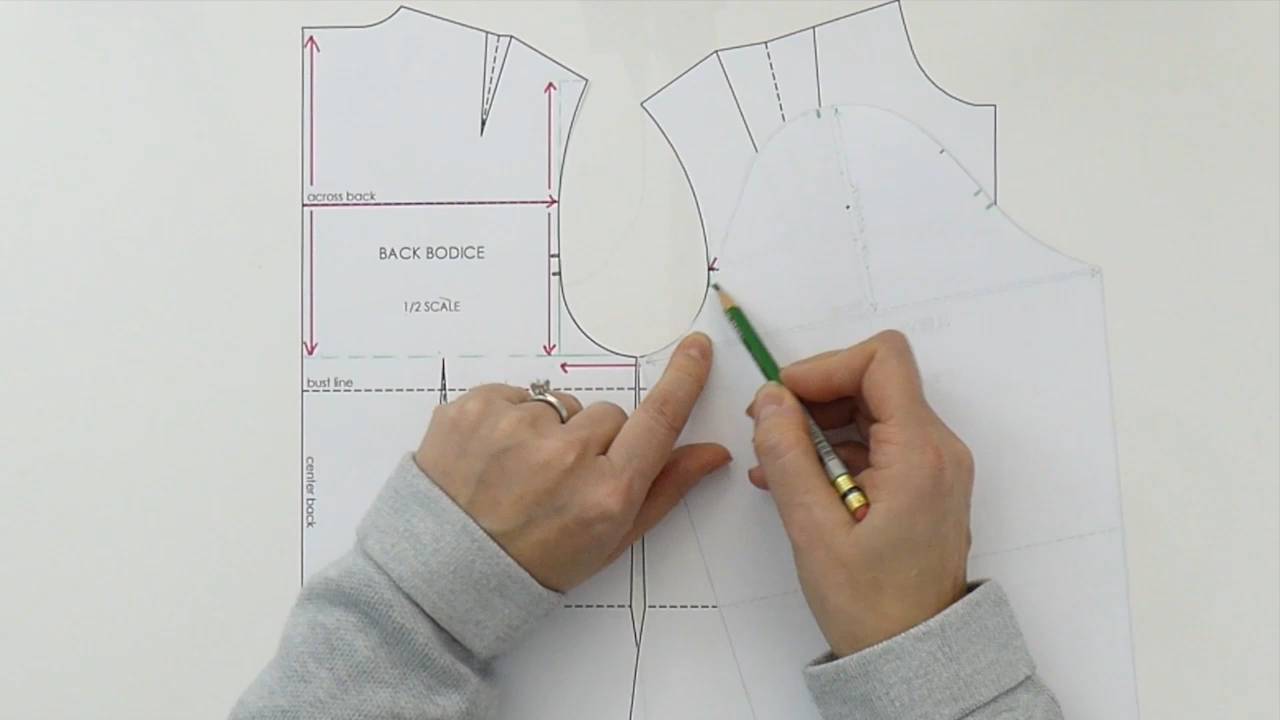 across back
BACK BODICE
1/2 SCALE
bust line
center back